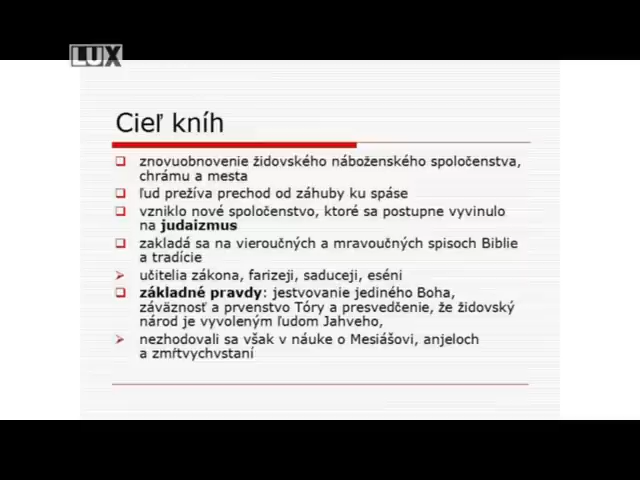 LUX
Cieľ kníh
znovuobnovenie židovského náboženského spoločenstva,
chrámu a mesta
ľud prežíva prechod od záhuby ku spáse
vzniklo nové spoločenstvo, ktoré sa postupne vyvinulo
na judaizmus
zakladá sa na vieroučných a mravoučných spisoch Biblie
a tradície
učitelia zákona, farizeji, saduceji, eséni
základné pravdy: jestvovanie jediného Boha,
záväznosť a prvenstvo Tóry a presvedčenie, že židovský
národ je vyvoleným ľudom Jahveho,
nezhodovali sa však v náuke o Mesiášovi, anjeloch
a zmŕtvychvstaní